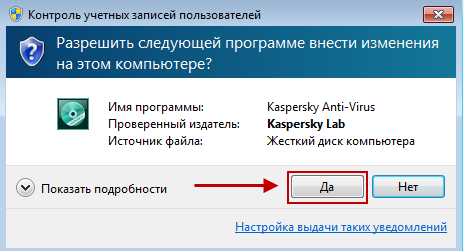 Контроль учетных записей пользователей
Разрешить следующей программе внести изменения
на этом компьютере?
Имя программы: Kaspersky Anti-Virus
Проверенный издатель: Kaspersky Lab
Источник файла: Жесткий диск компьютера
Показать подробности
Да
Нет
Настройка выдачи таких уведомлений